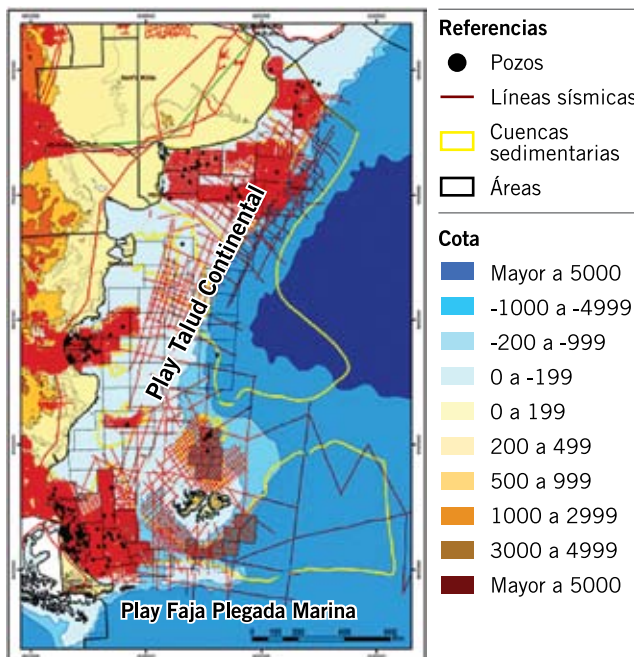 Play Talud Continental
Play Faja Plegada Marina
Referencias
Pozos
Líneas sísmicas
Cuencas
sedimentarias
Áreas
Cota
Mayor a 5000
-1000 a -4999
-200 a -999
0 a -199
0 a 199
200 a 499
500 a 999
1000 a 2999
3000 a 4999
Mayor a 5000